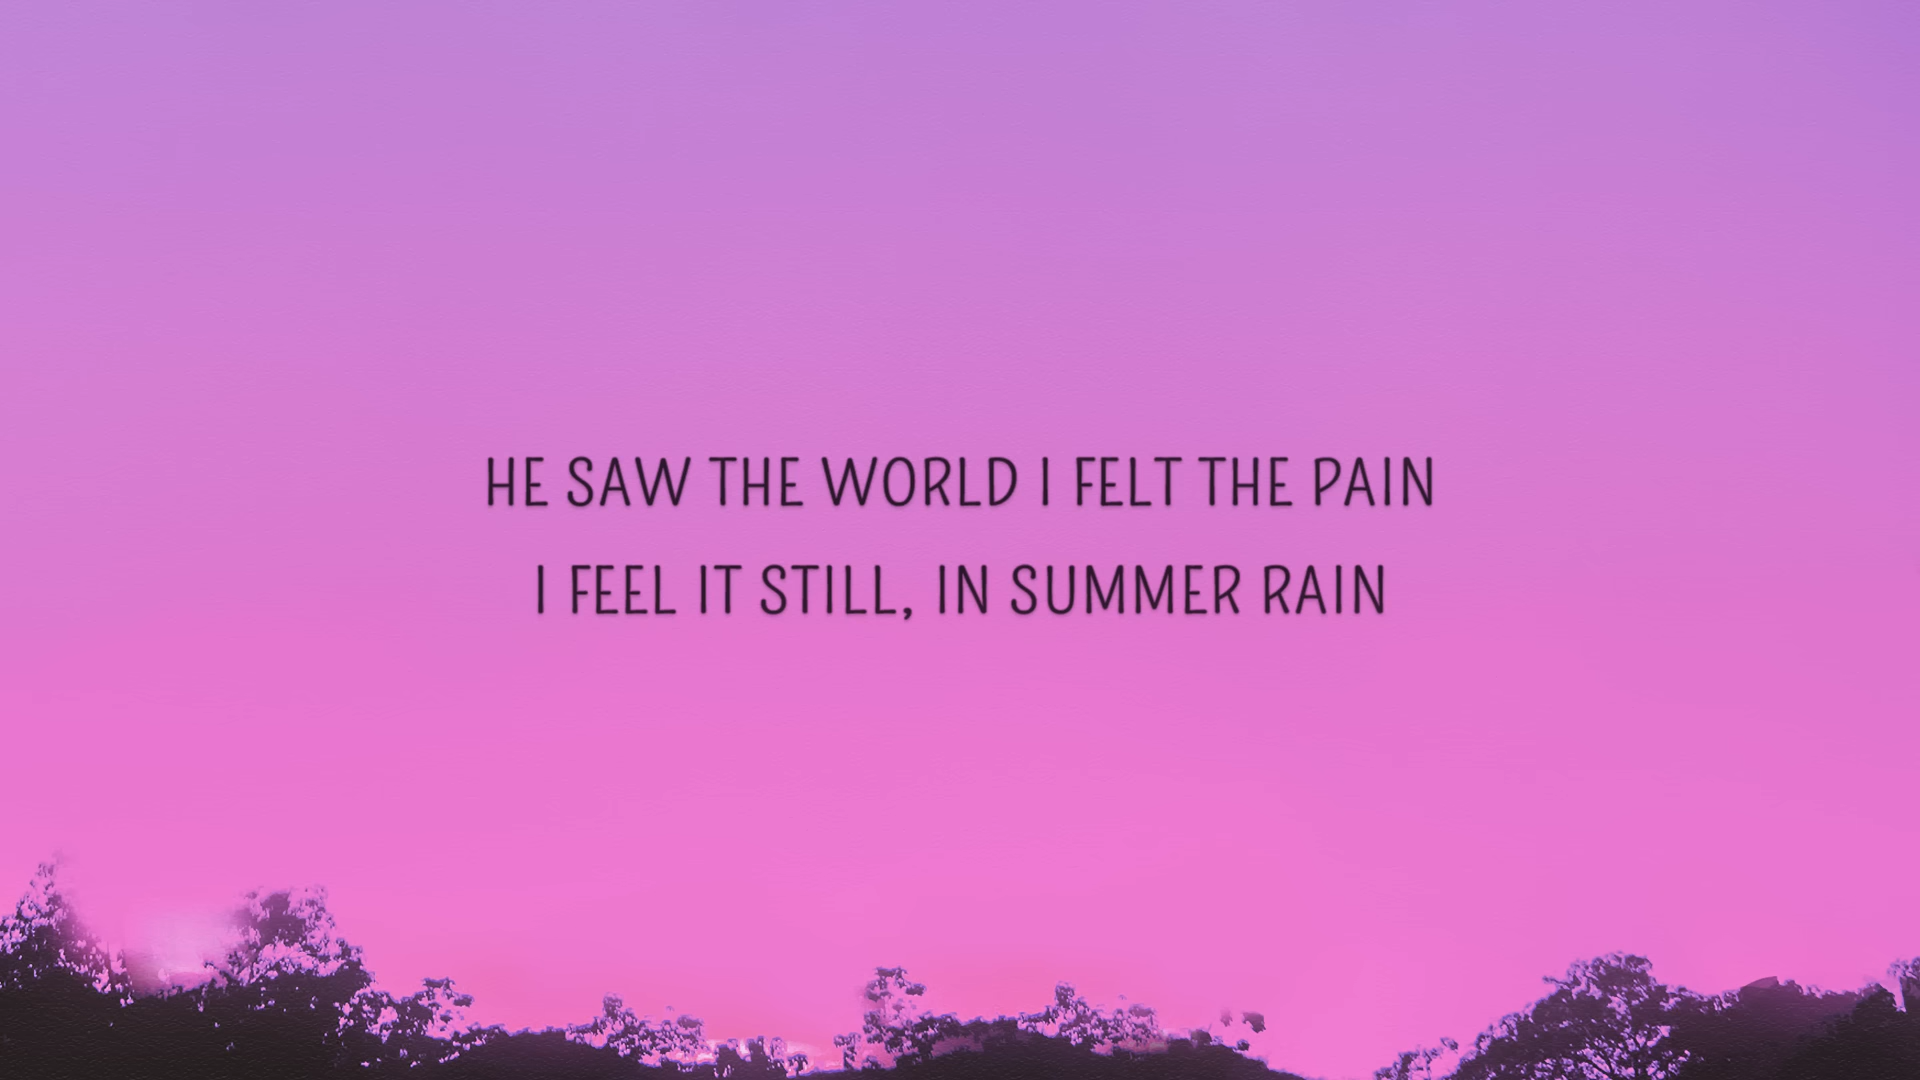 HE SAW THE WORLD I FELT THE PAIN
I FEEL IT STILL, IN SUMMER RAIN